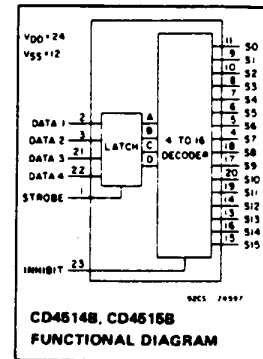 VDD = 24
VSS = 12
11 S0
9 S1
10 S2
8 S3
7 S4
6 S5
5 S6
4 S7
18 S8
17 S9
20 S10
19 S11
14 S12
13 S13
16 S14
15 S15
DATA 1 2
DATA 2 3
DATA 3 21
DATA 4 22
STROBE 1
LATCH
A
B
C
D
4 TO 16
DECODER
INHIBIT 23
92CS
CD4514B, CD4515B
FUNCTIONAL DIAGRAM